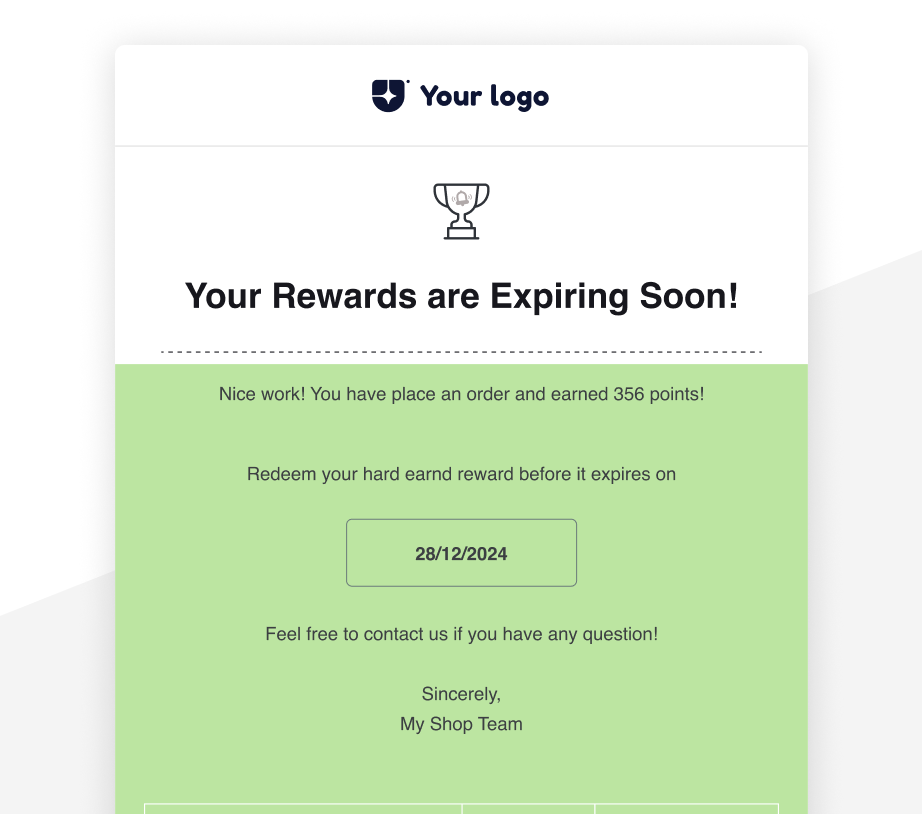 Your logo
Your Rewards are Expiring Soon!
Nice work! You have place an order and earned 356 points!
Redeem your hard earnd reward before it expires on
28/12/2024
Feel free to contact us if you have any question!
Sincerely,
My Shop Team